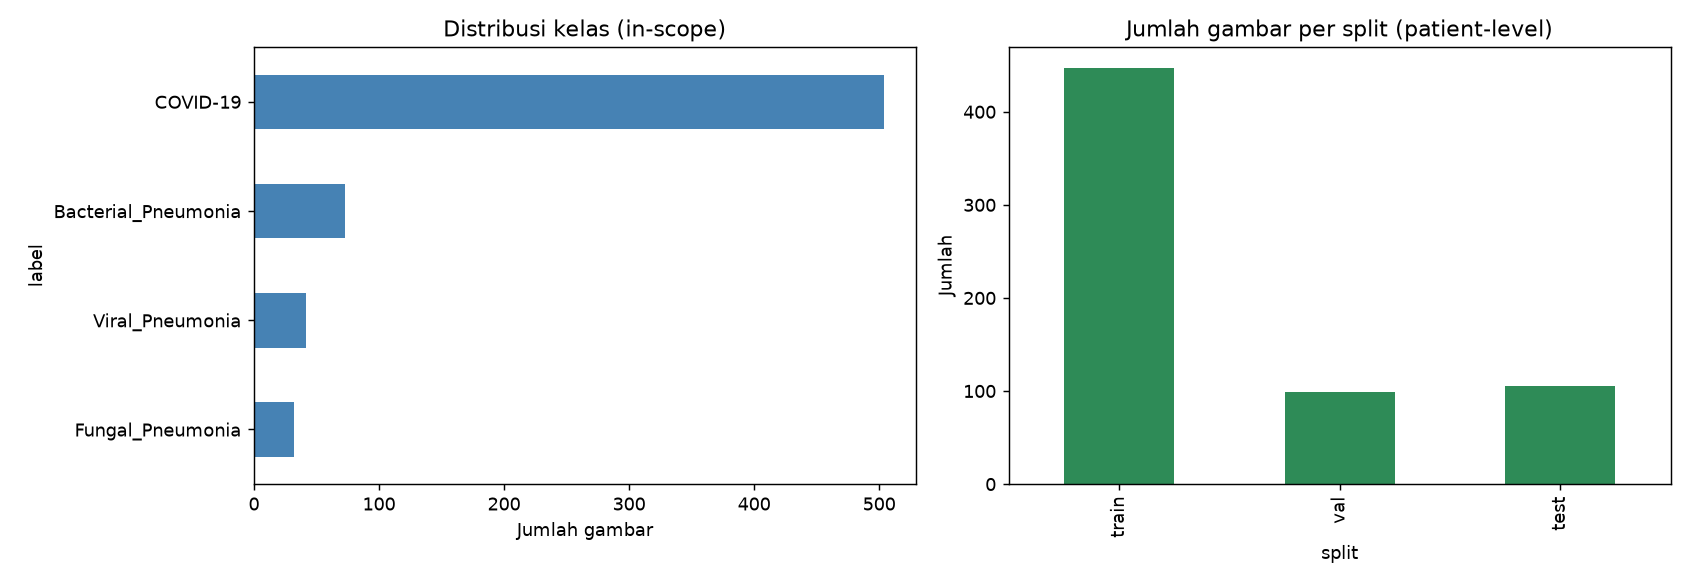 Distribusi kelas (in-scope)
COVID-19
Bacterial_Pneumonia
Viral_Pneumonia
Fungal_Pneumonia
label
0 100 200 300 400 500
Jumlah gambar
Jumlah gambar per split (patient-level)
400
300
200
100
0
Jumlah
train val test
split